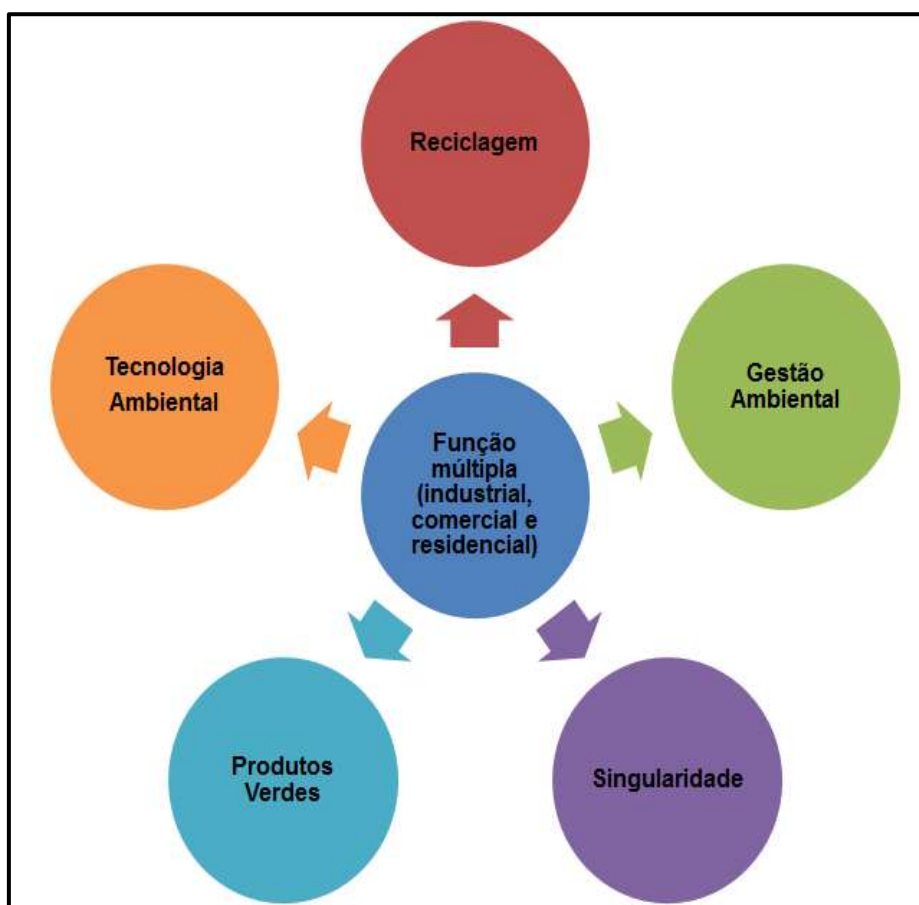 Reciclagem
Tecnologia
Ambiental
Gestão
Ambiental
Função
múltipla
(industrial,
comercial e
residencial)
Produtos
Verdes
Singularidade